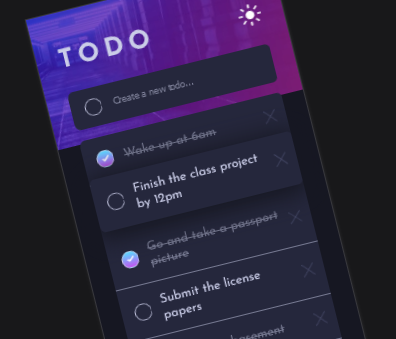 TODO
Create a new todo...
Wake up at 6am
Finish the class project
by 12pm
Go and take a passport
picture
Submit the license
papers
basement